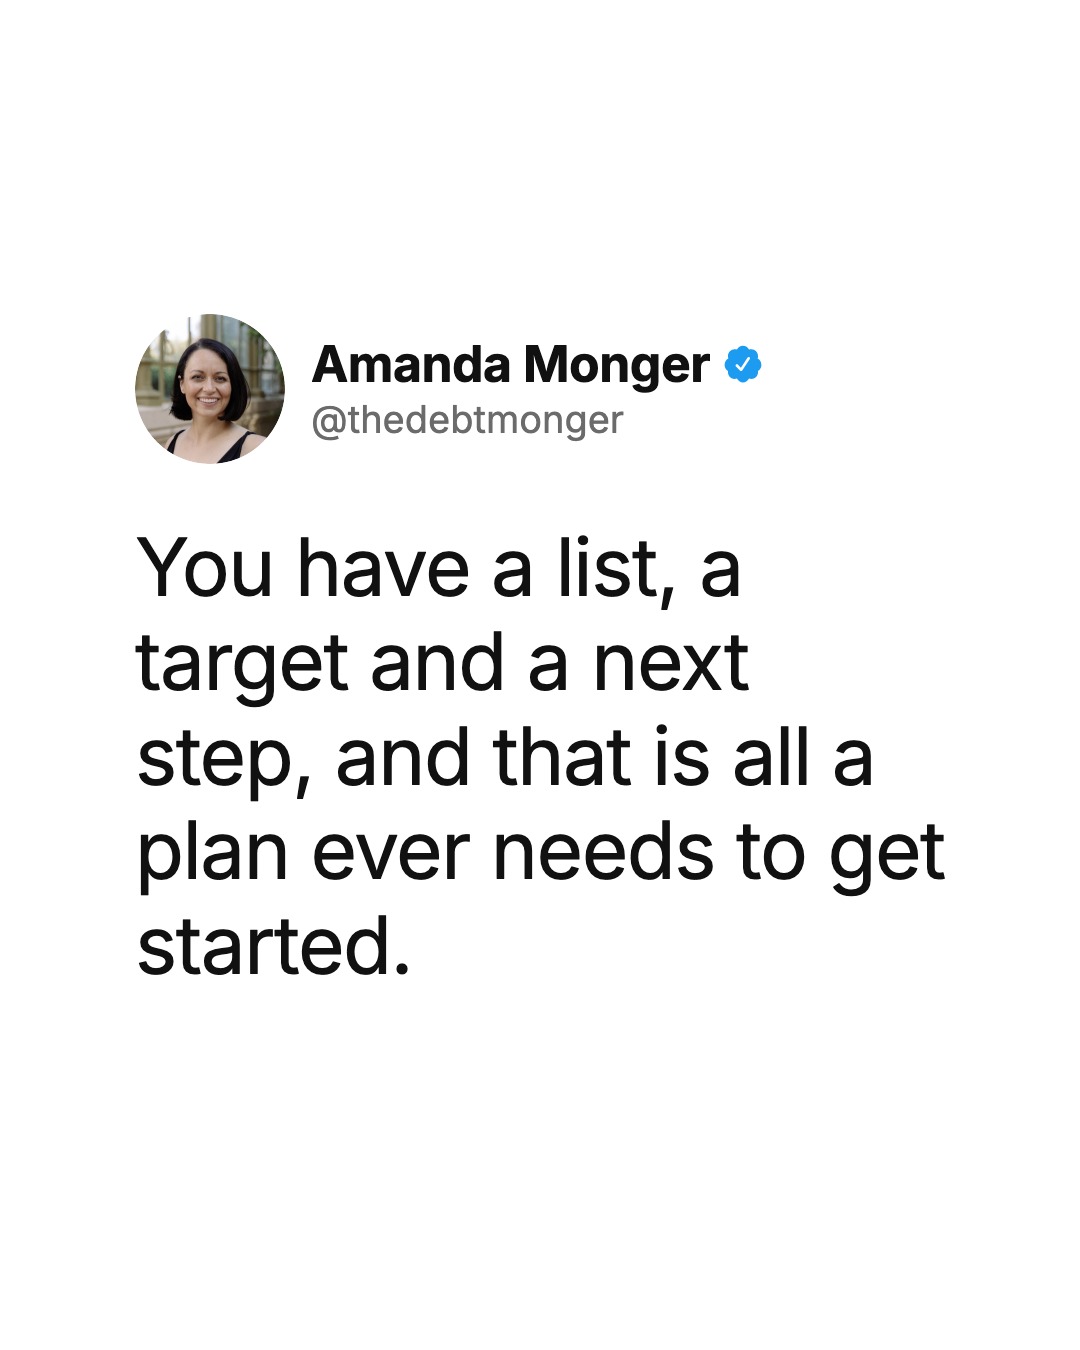 Amanda Monger
@thedebtmonger
You have a list, a
target and a next
step, and that is all a
plan ever needs to get
started.